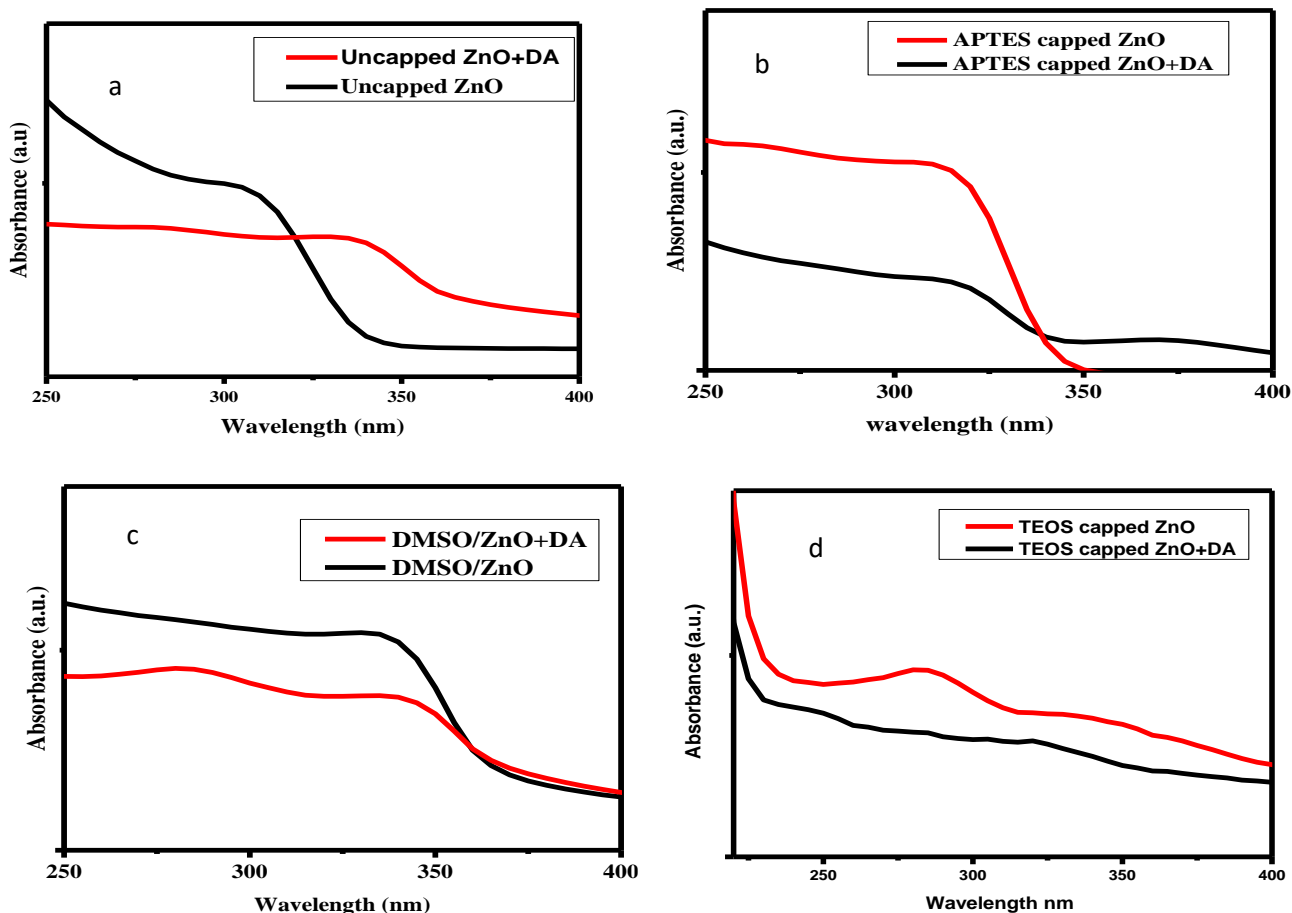 a
Uncapped ZnO+DA
Uncapped ZnO
Absorbance (a.u)
250
300
350
400
Wavelength (nm)
b
APTES capped ZnO
APTES capped ZnO+DA
Absorbance (a.u.)
250
300
350
400
wavelength (nm)
c
DMSO/ZnO+DA
DMSO/ZnO
Absorbance (a.u.)
250
300
350
400
Wavelength (nm)
d
TEOS capped ZnO
TEOS capped ZnO+DA
Absorbance (a.u.)
250
300
350
400
Wavelength nm